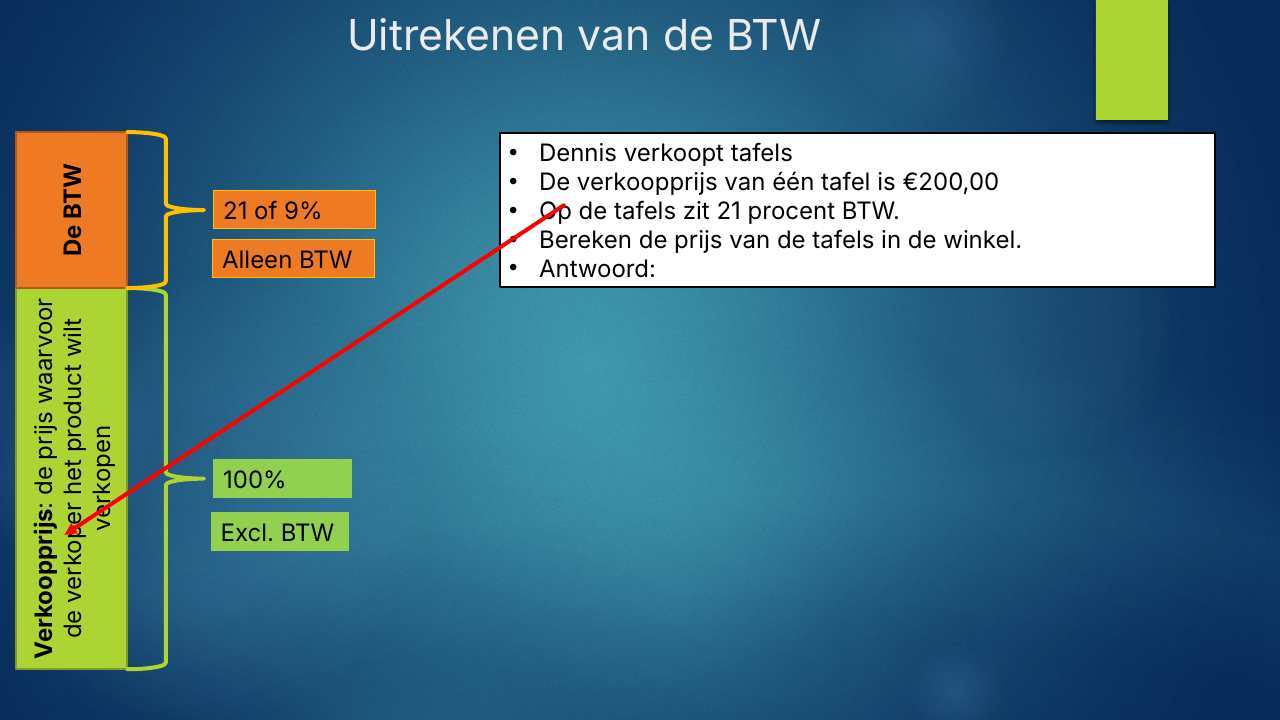 Uitrekenen van de BTW
De BTW
21 of 9%
Alleen BTW
Verkoopprijs: de prijs waarvoor
de verkoper het product wilt
verkopen
100%
Excl. BTW
• Dennis verkoopt tafels
• De verkoopprijs van één tafel is €200,00
• Op de tafels zit 21 procent BTW.
• Bereken de prijs van de tafels in de winkel.
• Antwoord: